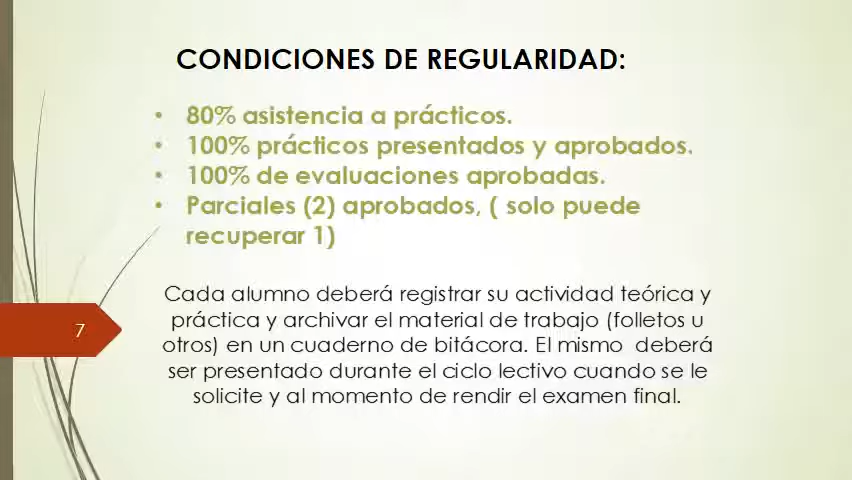 CONDICIONES DE REGULARIDAD:
• 80% asistencia a prácticos.
• 100% prácticos presentados y aprobados.
• 100% de evaluaciones aprobadas.
• Parciales (2) aprobados, ( solo puede
recuperar 1)
Cada alumno deberá registrar su actividad teórica y
práctica y archivar el material de trabajo (folletos u
otros) en un cuaderno de bitácora. El mismo  deberá
ser presentado durante el ciclo lectivo cuando se le
solicite y al momento de rendir el examen final.
7